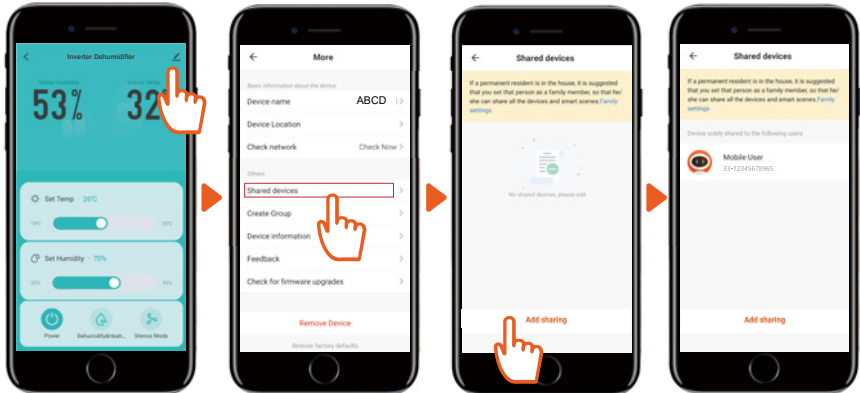 Inverter Dehumidifier
Indoor Humidity
53%
32
Set Temp · 26°C
Set Humidity · 70%
Power
Dehumidify&Heati...
Silence Mode
More
Basic information about the device
Device name
ABCD
Device Location
Check network
Check Now
Others
Shared devices
Create Group
Device information
Feedback
Check for firmware upgrades
Remove Device
Restore factory defaults
Shared devices
If a permanent resident is in the house, it is suggested
that you set that person as a family member, so that he/
she can share all the devices and smart scenes.Family
settings
No shared devices, please add
Add sharing
Shared devices
If a permanent resident is in the house, it is suggested
that you set that person as a family member, so that he/
she can share all the devices and smart scenes.Family
settings
Device solely shared to the following users
Mobile User
33-12345678965
Add sharing